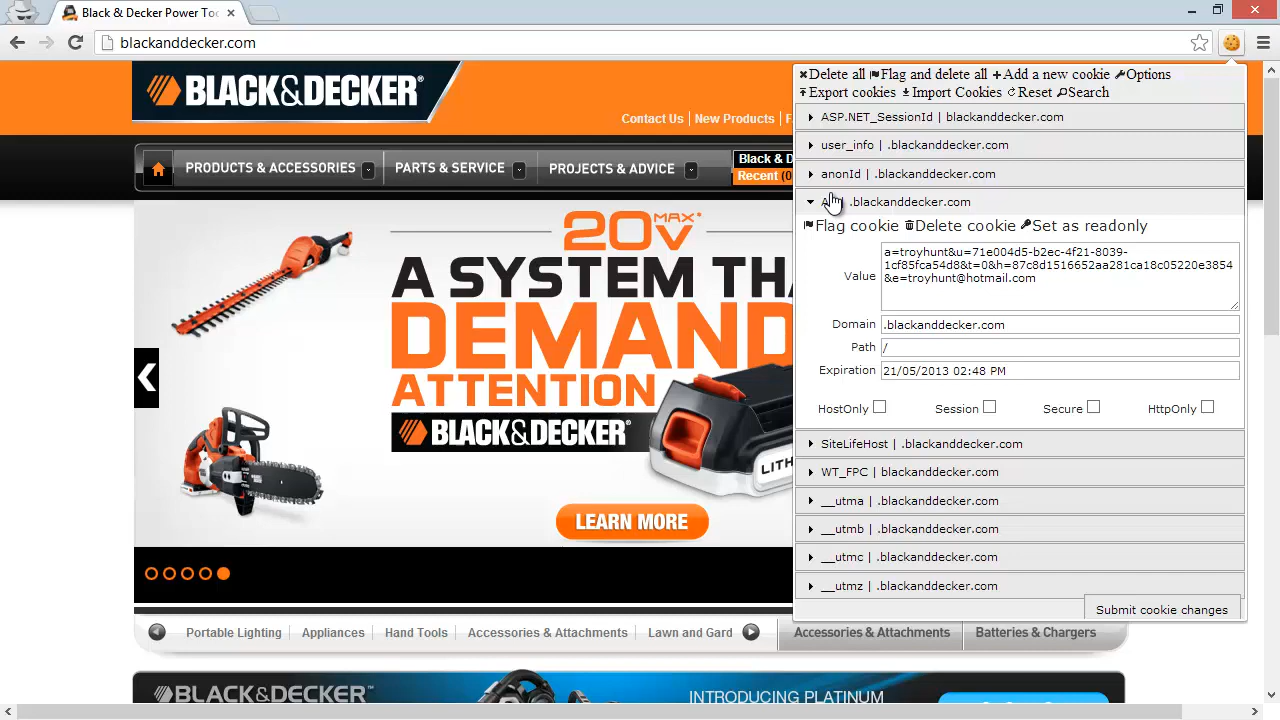 Black & Decker Power Too
blackanddecker.com
Delete all Flag and delete all Add a new cookie Options
Export cookies Import Cookies Reset Search
BLACK&DECKER
Contact Us | New Products |
PRODUCTS & ACCESSORIES
PARTS & SERVICE
PROJECTS & ADVICE
Black & D
Recent (0
20V MAX*
A SYSTEM THA
DEMAND
ATTENTION
BLACK&DECKER
LITH
LEARN MORE
ASP.NET_SessionId | blackanddecker.com
user_info | .blackanddecker.com
anonId | .blackanddecker.com
.blackanddecker.com
Flag cookie Delete cookie Set as readonly
Value
a=troyhunt&u=71e004d5-b2ec-4f21-8039-
1cf85fca54d8&t=0&h=87c8d1516652aa281ca18c05220e3854
&e=troyhunt@hotmail.com
Domain .blackanddecker.com
Path /
Expiration 21/05/2013 02:48 PM
HostOnly Session Secure HttpOnly
SiteLifeHost | .blackanddecker.com
WT_FPC | blackanddecker.com
__utma | .blackanddecker.com
__utmb | .blackanddecker.com
__utmc | .blackanddecker.com
__utmz | .blackanddecker.com
Submit cookie changes
Portable Lighting | Appliances | Hand Tools | Accessories & Attachments | Lawn and Gard
Accessories & Attachments
Batteries & Chargers
BLACK&DECKER
INTRODUCING PLATINUM